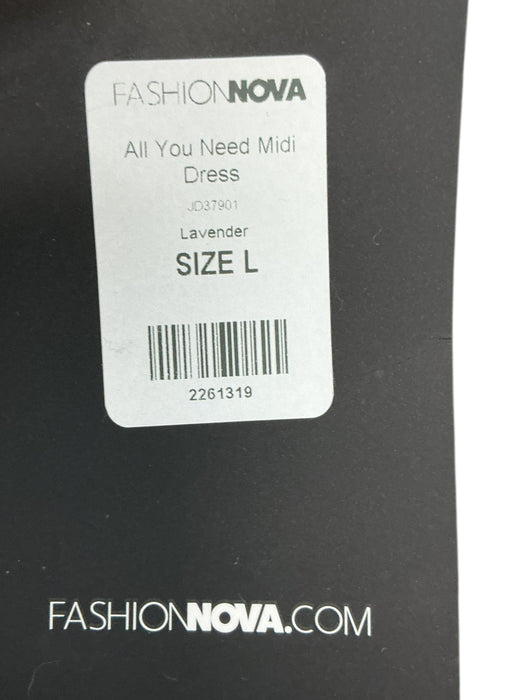 FASHIONNOVA
All You Need Midi
Dress
JD37901
Lavender
SIZE L
2261319
FASHIONNOVA.COM